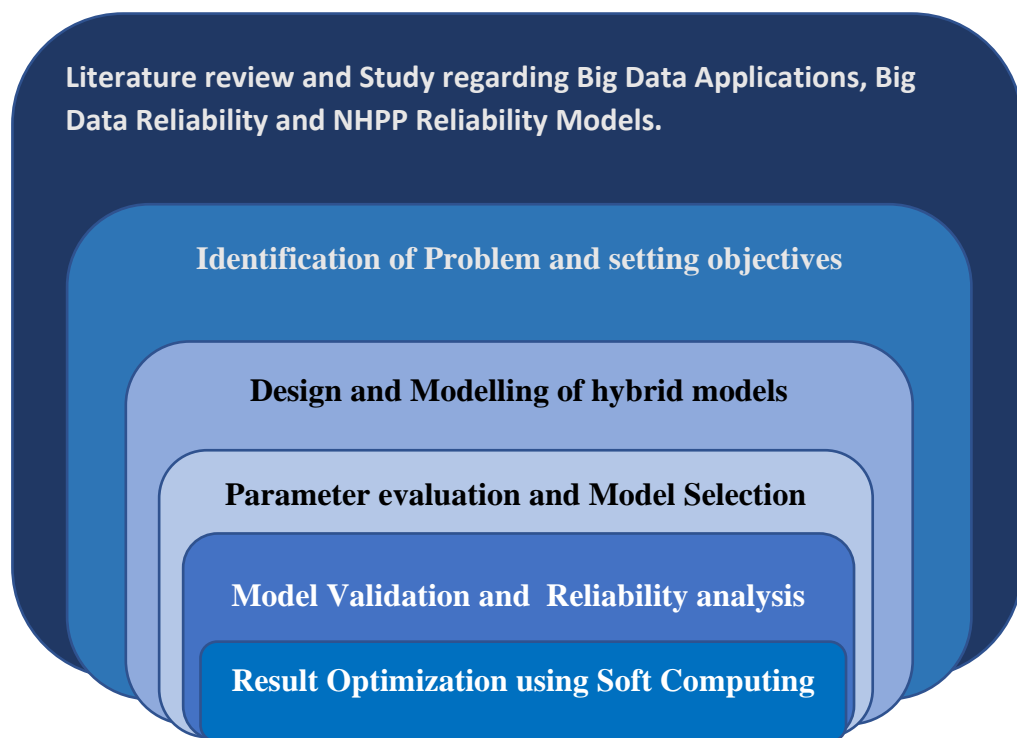 Literature review and Study regarding Big Data Applications, Big
Data Reliability and NHPP Reliability Models.
Identification of Problem and setting objectives
Design and Modelling of hybrid models
Parameter evaluation and Model Selection
Model Validation and  Reliability analysis
Result Optimization using Soft Computing